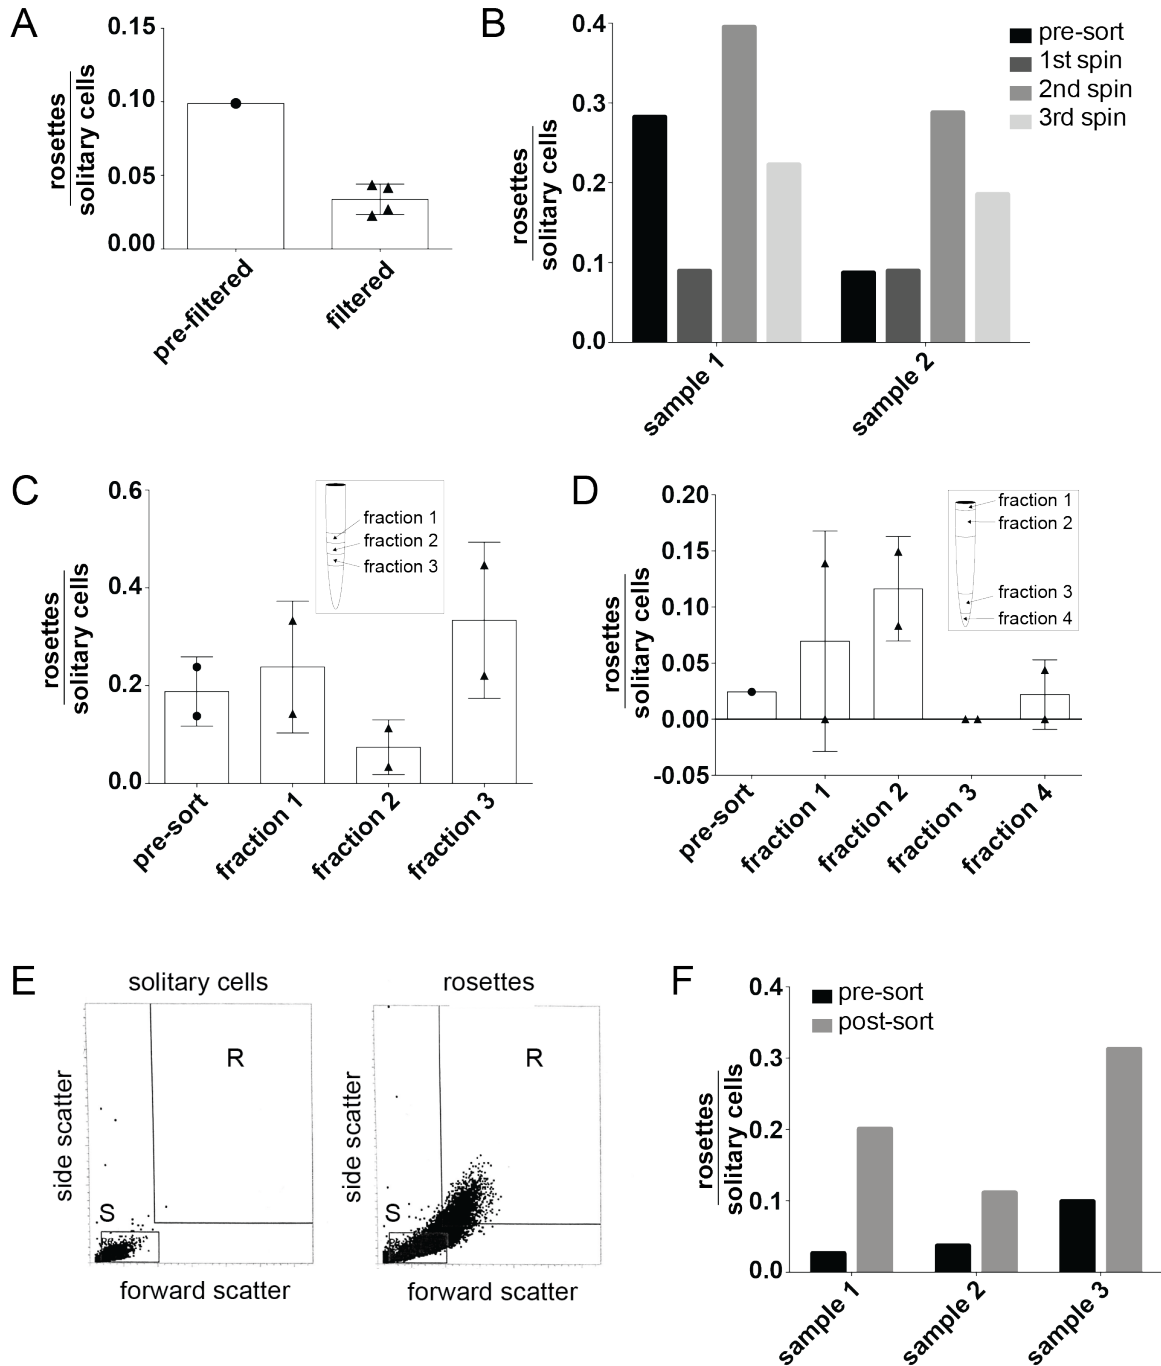 A
0.15
0.10
0.05
0.00
rosettes
solitary cells
pre-filtered
filtered
B
0.4
0.3
0.2
0.1
0.0
rosettes
solitary cells
sample 1
sample 2
pre-sort
1st spin
2nd spin
3rd spin
C
0.6
0.4
0.2
0.0
rosettes
solitary cells
fraction 1
fraction 2
fraction 3
pre-sort
fraction 1
fraction 2
fraction 3
D
0.20
0.15
0.10
0.05
0.00
-0.05
rosettes
solitary cells
fraction 1
fraction 2
fraction 3
fraction 4
pre-sort
fraction 1
fraction 2
fraction 3
fraction 4
E
solitary cells
side scatter
R
S
forward scatter
rosettes
side scatter
R
S
forward scatter
F
0.4
0.3
0.2
0.1
0.0
rosettes
solitary cells
pre-sort
post-sort
sample 1
sample 2
sample 3